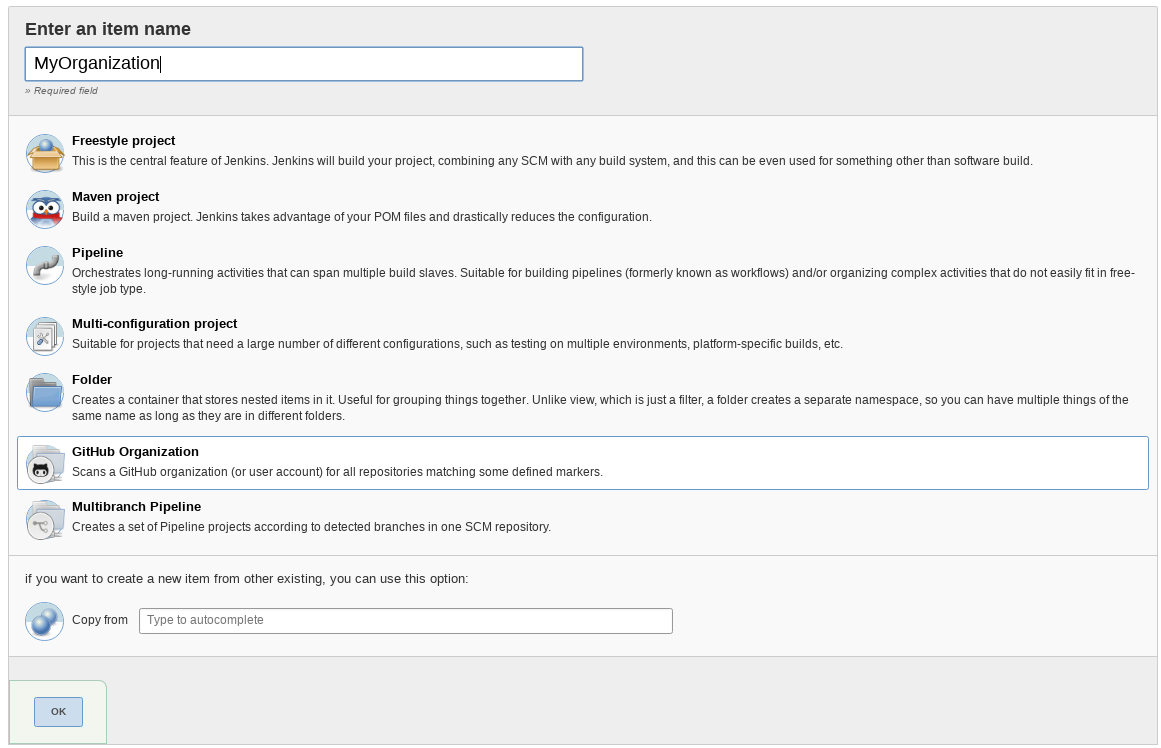 Enter an item name
MyOrganization
» Required field
Freestyle project
This is the central feature of Jenkins. Jenkins will build your project, combining any SCM with any build system, and this can be even used for something other than software build.
Maven project
Build a maven project. Jenkins takes advantage of your POM files and drastically reduces the configuration.
Pipeline
Orchestrates long-running activities that can span multiple build slaves. Suitable for building pipelines (formerly known as workflows) and/or organizing complex activities that do not easily fit in free-
style job type.
Multi-configuration project
Suitable for projects that need a large number of different configurations, such as testing on multiple environments, platform-specific builds, etc.
Folder
Creates a container that stores nested items in it. Useful for grouping things together. Unlike view, which is just a filter, a folder creates a separate namespace, so you can have multiple things of the
same name as long as they are in different folders.
GitHub Organization
Scans a GitHub organization (or user account) for all repositories matching some defined markers.
Multibranch Pipeline
Creates a set of Pipeline projects according to detected branches in one SCM repository.
if you want to create a new item from other existing, you can use this option:
Copy from Type to autocomplete
OK